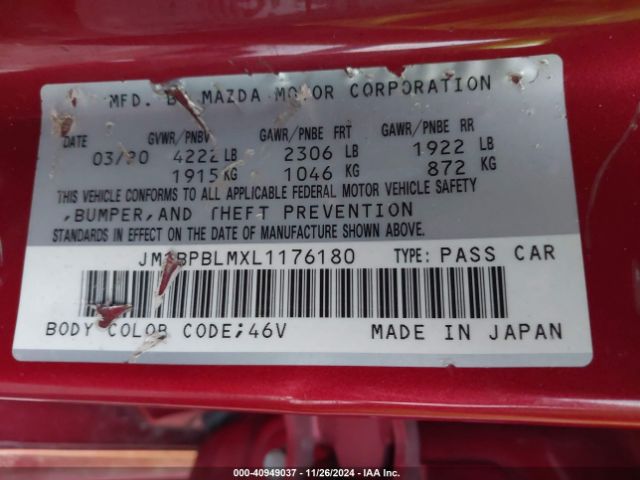 MFD. BY MAZDA MOTOR CORPORATION
DATE GVWR/PNBV GAWR/PNBE FRT GAWR/PNBE RR
03/20 4222 LB 2306 LB 1922 LB
1915 KG 1046 KG 872 KG
THIS VEHICLE CONFORMS TO ALL APPLICABLE FEDERAL MOTOR VEHICLE SAFETY
,BUMPER,AND THEFT PREVENTION
STANDARDS IN EFFECT ON THE DATE OF MANUFACTURE SHOWN ABOVE.
JM1BPBLMXL1176180 TYPE: PASS CAR
BODY COLOR CODE;46V MADE IN JAPAN
000-40949037 - 11/26/2024 - IAA Inc.